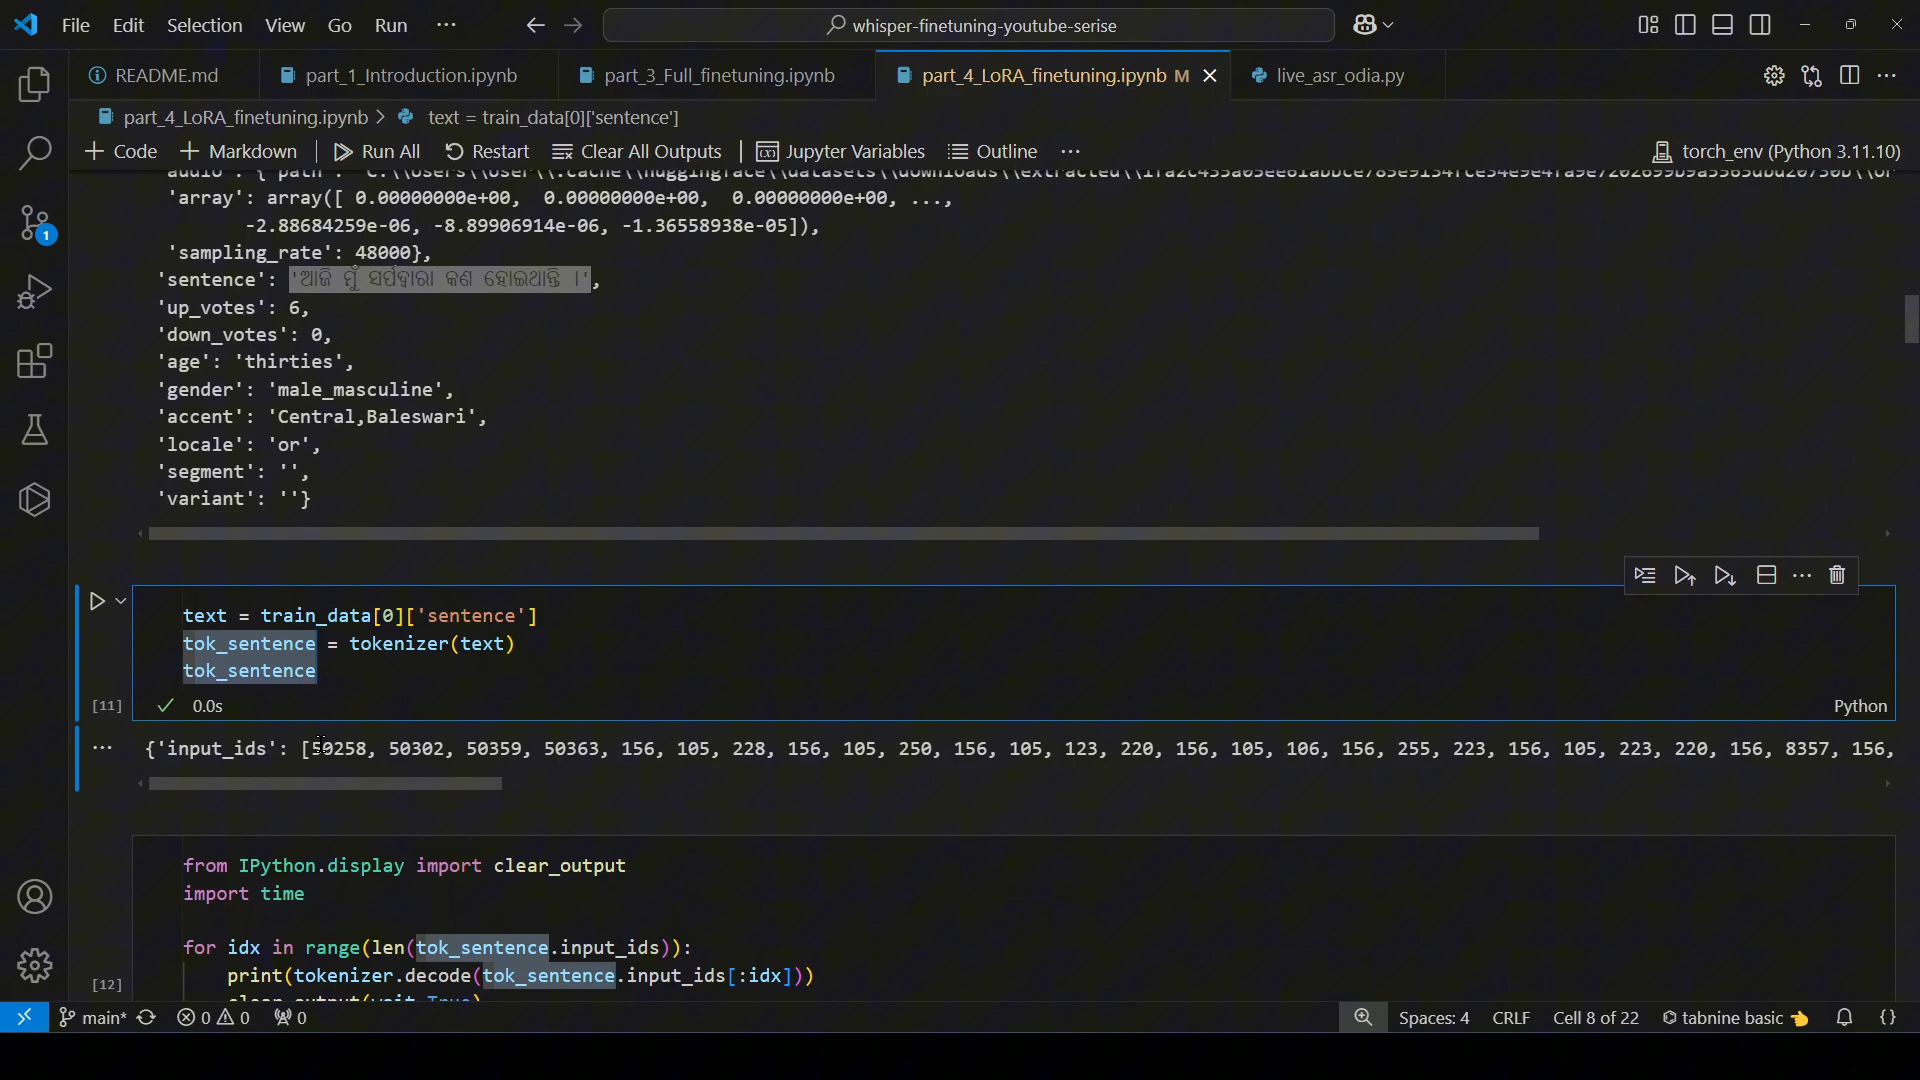 File Edit Selection View Go Run ··· whisper-finetuning-youtube-serise
README.md part_1_Introduction.ipynb part_3_Full_finetuning.ipynb part_4_LoRA_finetuning.ipynb M live_asr_odia.py
part_4_LoRA_finetuning.ipynb > text = train_data[0]['sentence']
+ Code + Markdown Run All Restart Clear All Outputs Jupyter Variables Outline ··· torch_env (Python 3.11.10)
'array': array([ 0.00000000e+00, 0.00000000e+00, 0.00000000e+00, ...,
-2.88684259e-06, -8.89906914e-06, -1.36558938e-05]),
'sampling_rate': 48000},
'sentence': 'ଆଜି ମୁଁ ସର୍ପଦ୍ୱାରା କଣ ହୋଇଥାନ୍ତି ।',
'up_votes': 6,
'down_votes': 0,
'age': 'thirties',
'gender': 'male_masculine',
'accent': 'Central,Baleswari',
'locale': 'or',
'segment': '',
'variant': ''}
text = train_data[0]['sentence']
tok_sentence = tokenizer(text)
tok_sentence
[11] 0.0s Python
{'input_ids': [50258, 50302, 50359, 50363, 156, 105, 228, 156, 105, 250, 156, 105, 123, 220, 156, 105, 106, 156, 255, 223, 156, 105, 223, 220, 156, 8357, 156,
from IPython.display import clear_output
import time
for idx in range(len(tok_sentence.input_ids)):
print(tokenizer.decode(tok_sentence.input_ids[:idx]))
[12]
main* 0 0 0 Spaces: 4 CRLF Cell 8 of 22 tabnine basic {}